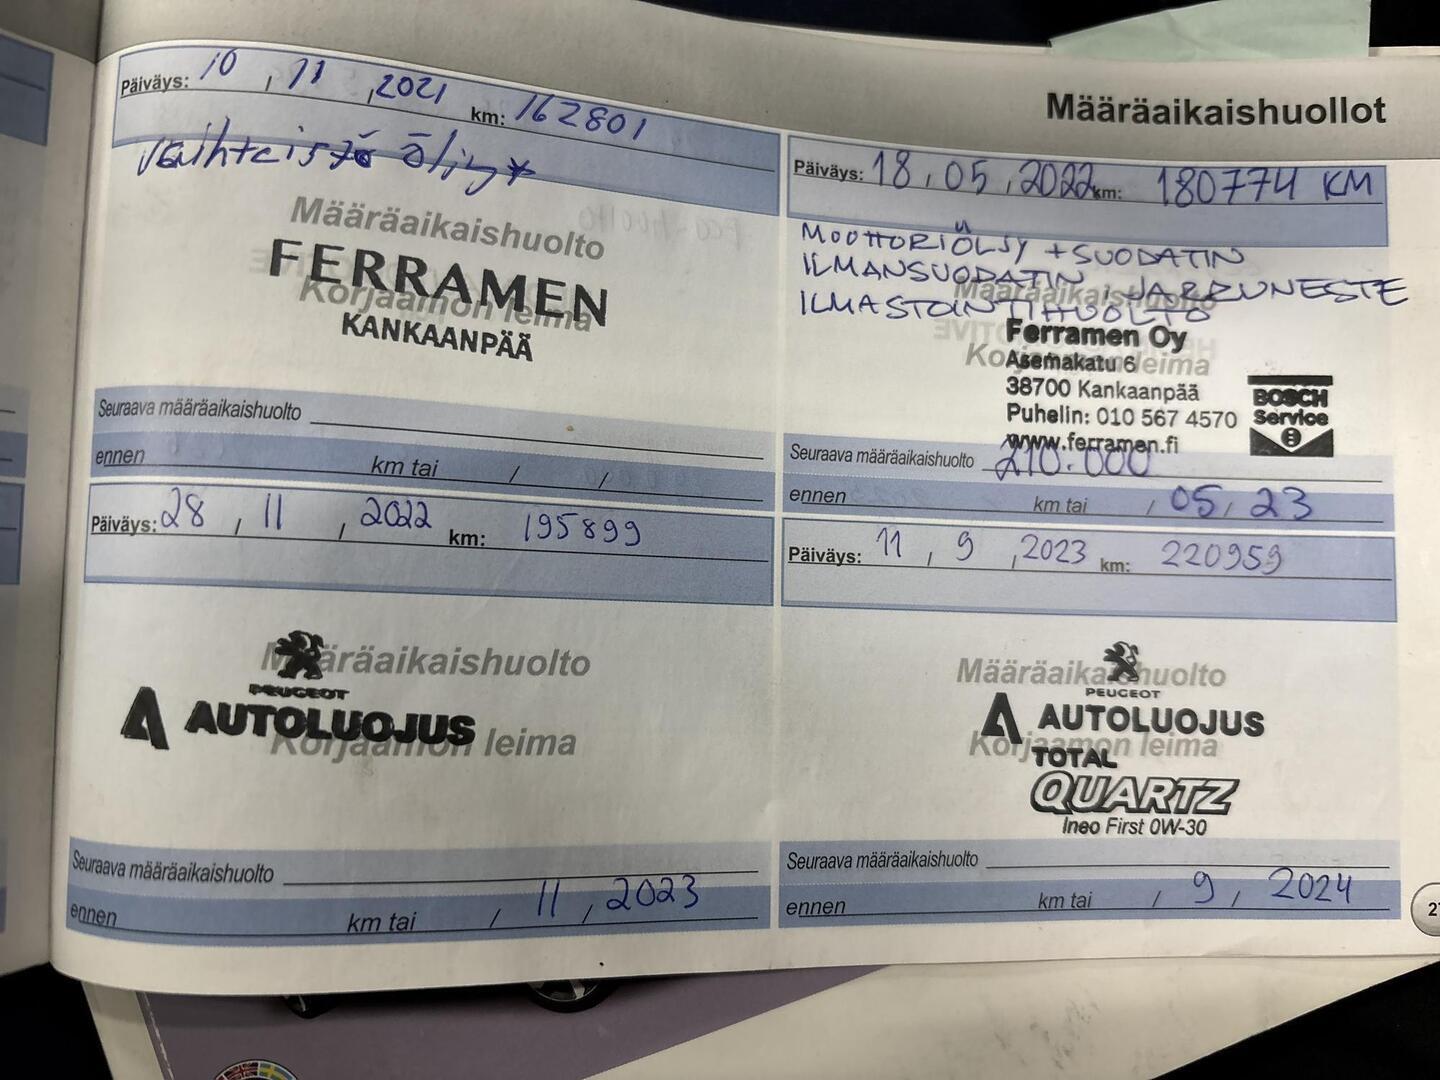 Määräaikaishuollot
Päiväys: 10 , 11 , 2021 km: 162801
vaihteisto öljy
Määräaikaishuolto
FERRAMEN
Korjaamon leima
KANKAANPÄÄ
Seuraava määräaikaishuolto
ennen km tai / /
Päiväys: 18 , 05 , 2022 km: 180774 KM
MOOTTORIÖLJY + SUODATIN
ILMANSUODATIN , JARRUNESTE
ILMASTOINTIHUOLTO
Määräaikaishuolto
Ferramen Oy
Korjaamon leima
Asemakatu 6
38700 Kankaanpää
Puhelin: 010 567 4570
www.ferramen.fi
BOSCH
Service
Seuraava määräaikaishuolto 210.000
ennen km tai / 05 / 23
Päiväys: 28 , 11 , 2022 km: 195899
Määräaikaishuolto
PEUGEOT
AUTOLUOJUS
Korjaamon leima
Seuraava määräaikaishuolto
ennen km tai / 11 , 2023
Päiväys: 11 , 9 , 2023 km: 220959
Määräaikaishuolto
PEUGEOT
AUTOLUOJUS
Korjaamon leima
TOTAL
QUARTZ
Ineo First 0W-30
Seuraava määräaikaishuolto
ennen km tai / 9 , 2024